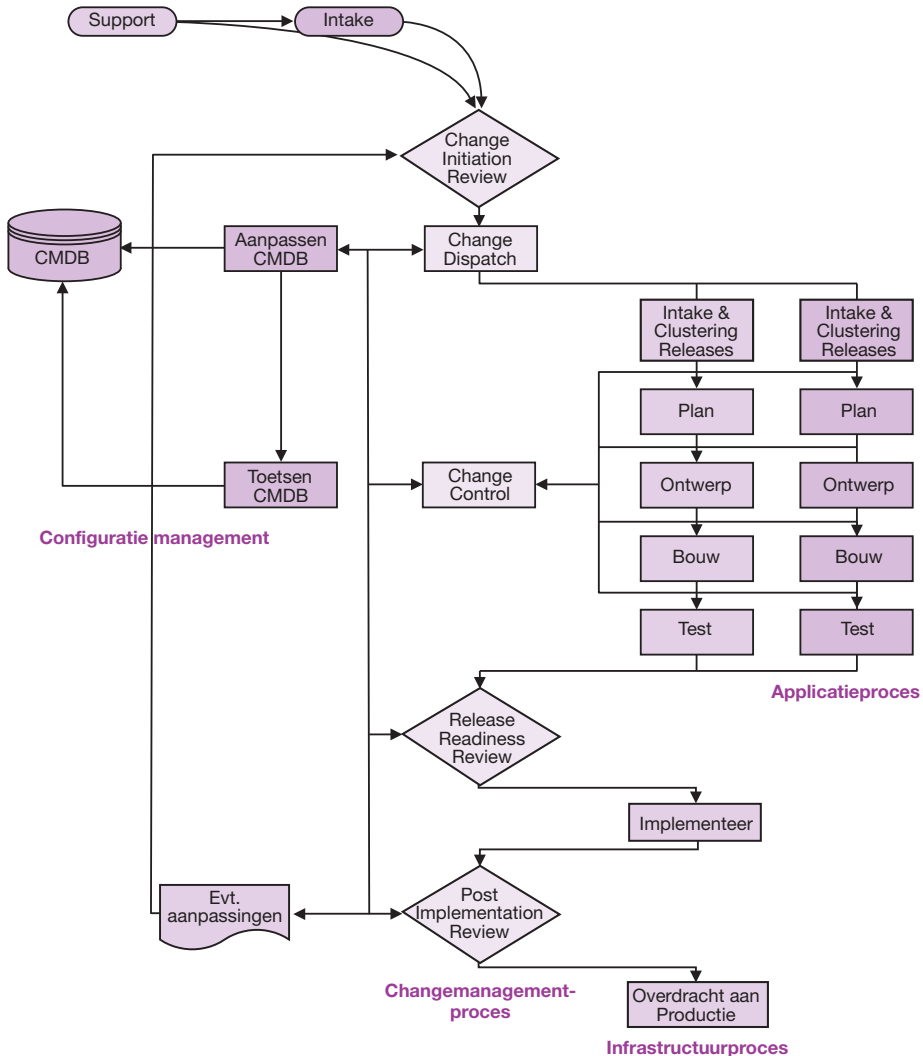 Support
Intake
Change
Initiation
Review
CMDB
Aanpassen
CMDB
Change
Dispatch
Intake &
Clustering
Releases
Intake &
Clustering
Releases
Plan
Plan
Toetsen
CMDB
Change
Control
Ontwerp
Ontwerp
Configuratie management
Bouw
Bouw
Test
Test
Applicatieproces
Release
Readiness
Review
Implementeer
Evt.
aanpassingen
Post
Implementation
Review
Changemanagement-
proces
Overdracht aan
Productie
Infrastructuurproces